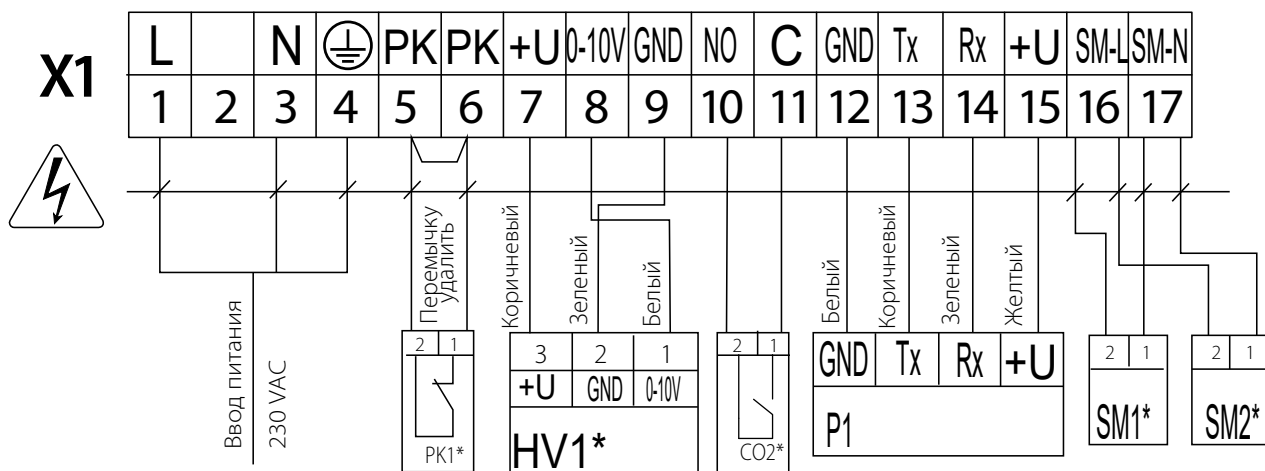 X1
L N PK PK +U 0-10V GND NO C GND Tx Rx +U SM-L SM-N
1 2 3 4 5 6 7 8 9 10 11 12 13 14 15 16 17
Ввод питания
230 VAC
Перемычку
удалить
Коричневый
Зеленый
Белый
Белый
Коричневый
Зеленый
Желтый
2 1
PK1*
3 2 1
+U GND 0-10V
HV1*
2 1
CO2*
GND Tx Rx +U
P1
2 1
SM1*
2 1
SM2*